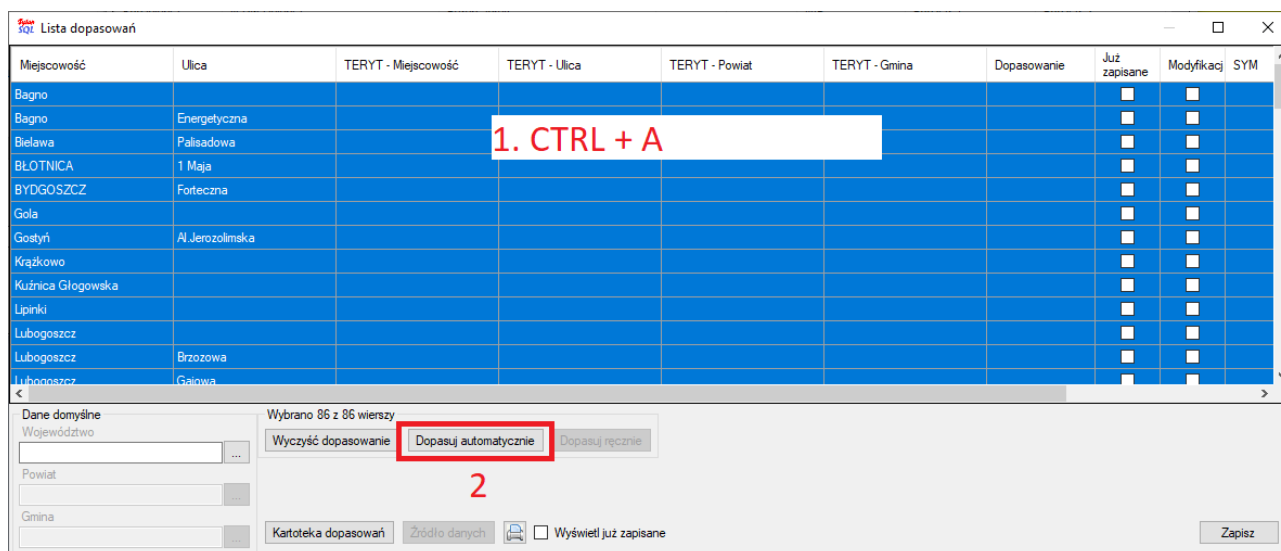 Tytan SQL Lista dopasowań
Miejscowość Ulica TERYT - Miejscowość TERYT - Ulica TERYT - Powiat TERYT - Gmina Dopasowanie Już zapisane Modyfikacj SYM
Bagno
Bagno Energetyczna
1. CTRL + A
Bielawa Palisadowa
BŁOTNICA 1 Maja
BYDGOSZCZ Forteczna
Gola
Gostyń Al.Jerozolimska
Krążkowo
Kuźnica Głogowska
Lipinki
Lubogoszcz
Lubogoszcz Brzozowa
Lubogoszcz Gajowa
Dane domyślne Wybrano 86 z 86 wierszy
Województwo
... Wyczyść dopasowanie Dopasuj automatycznie Dopasuj ręcznie
Powiat
...
2
Gmina
... Kartoteka dopasowań Źródło danych Wyświetl już zapisane Zapisz